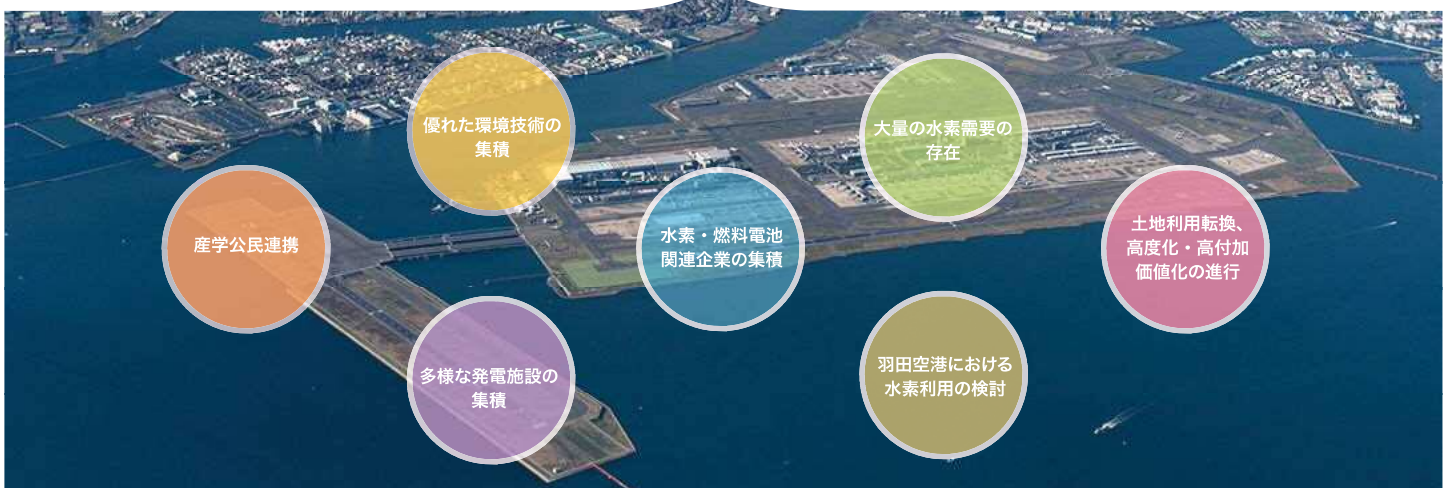 優れた環境技術の
集積
大量の水素需要の
存在
産学公民連携
水素・燃料電池
関連企業の集積
土地利用転換、
高度化・高付加
価値化の進行
多様な発電施設の
集積
羽田空港における
水素利用の検討